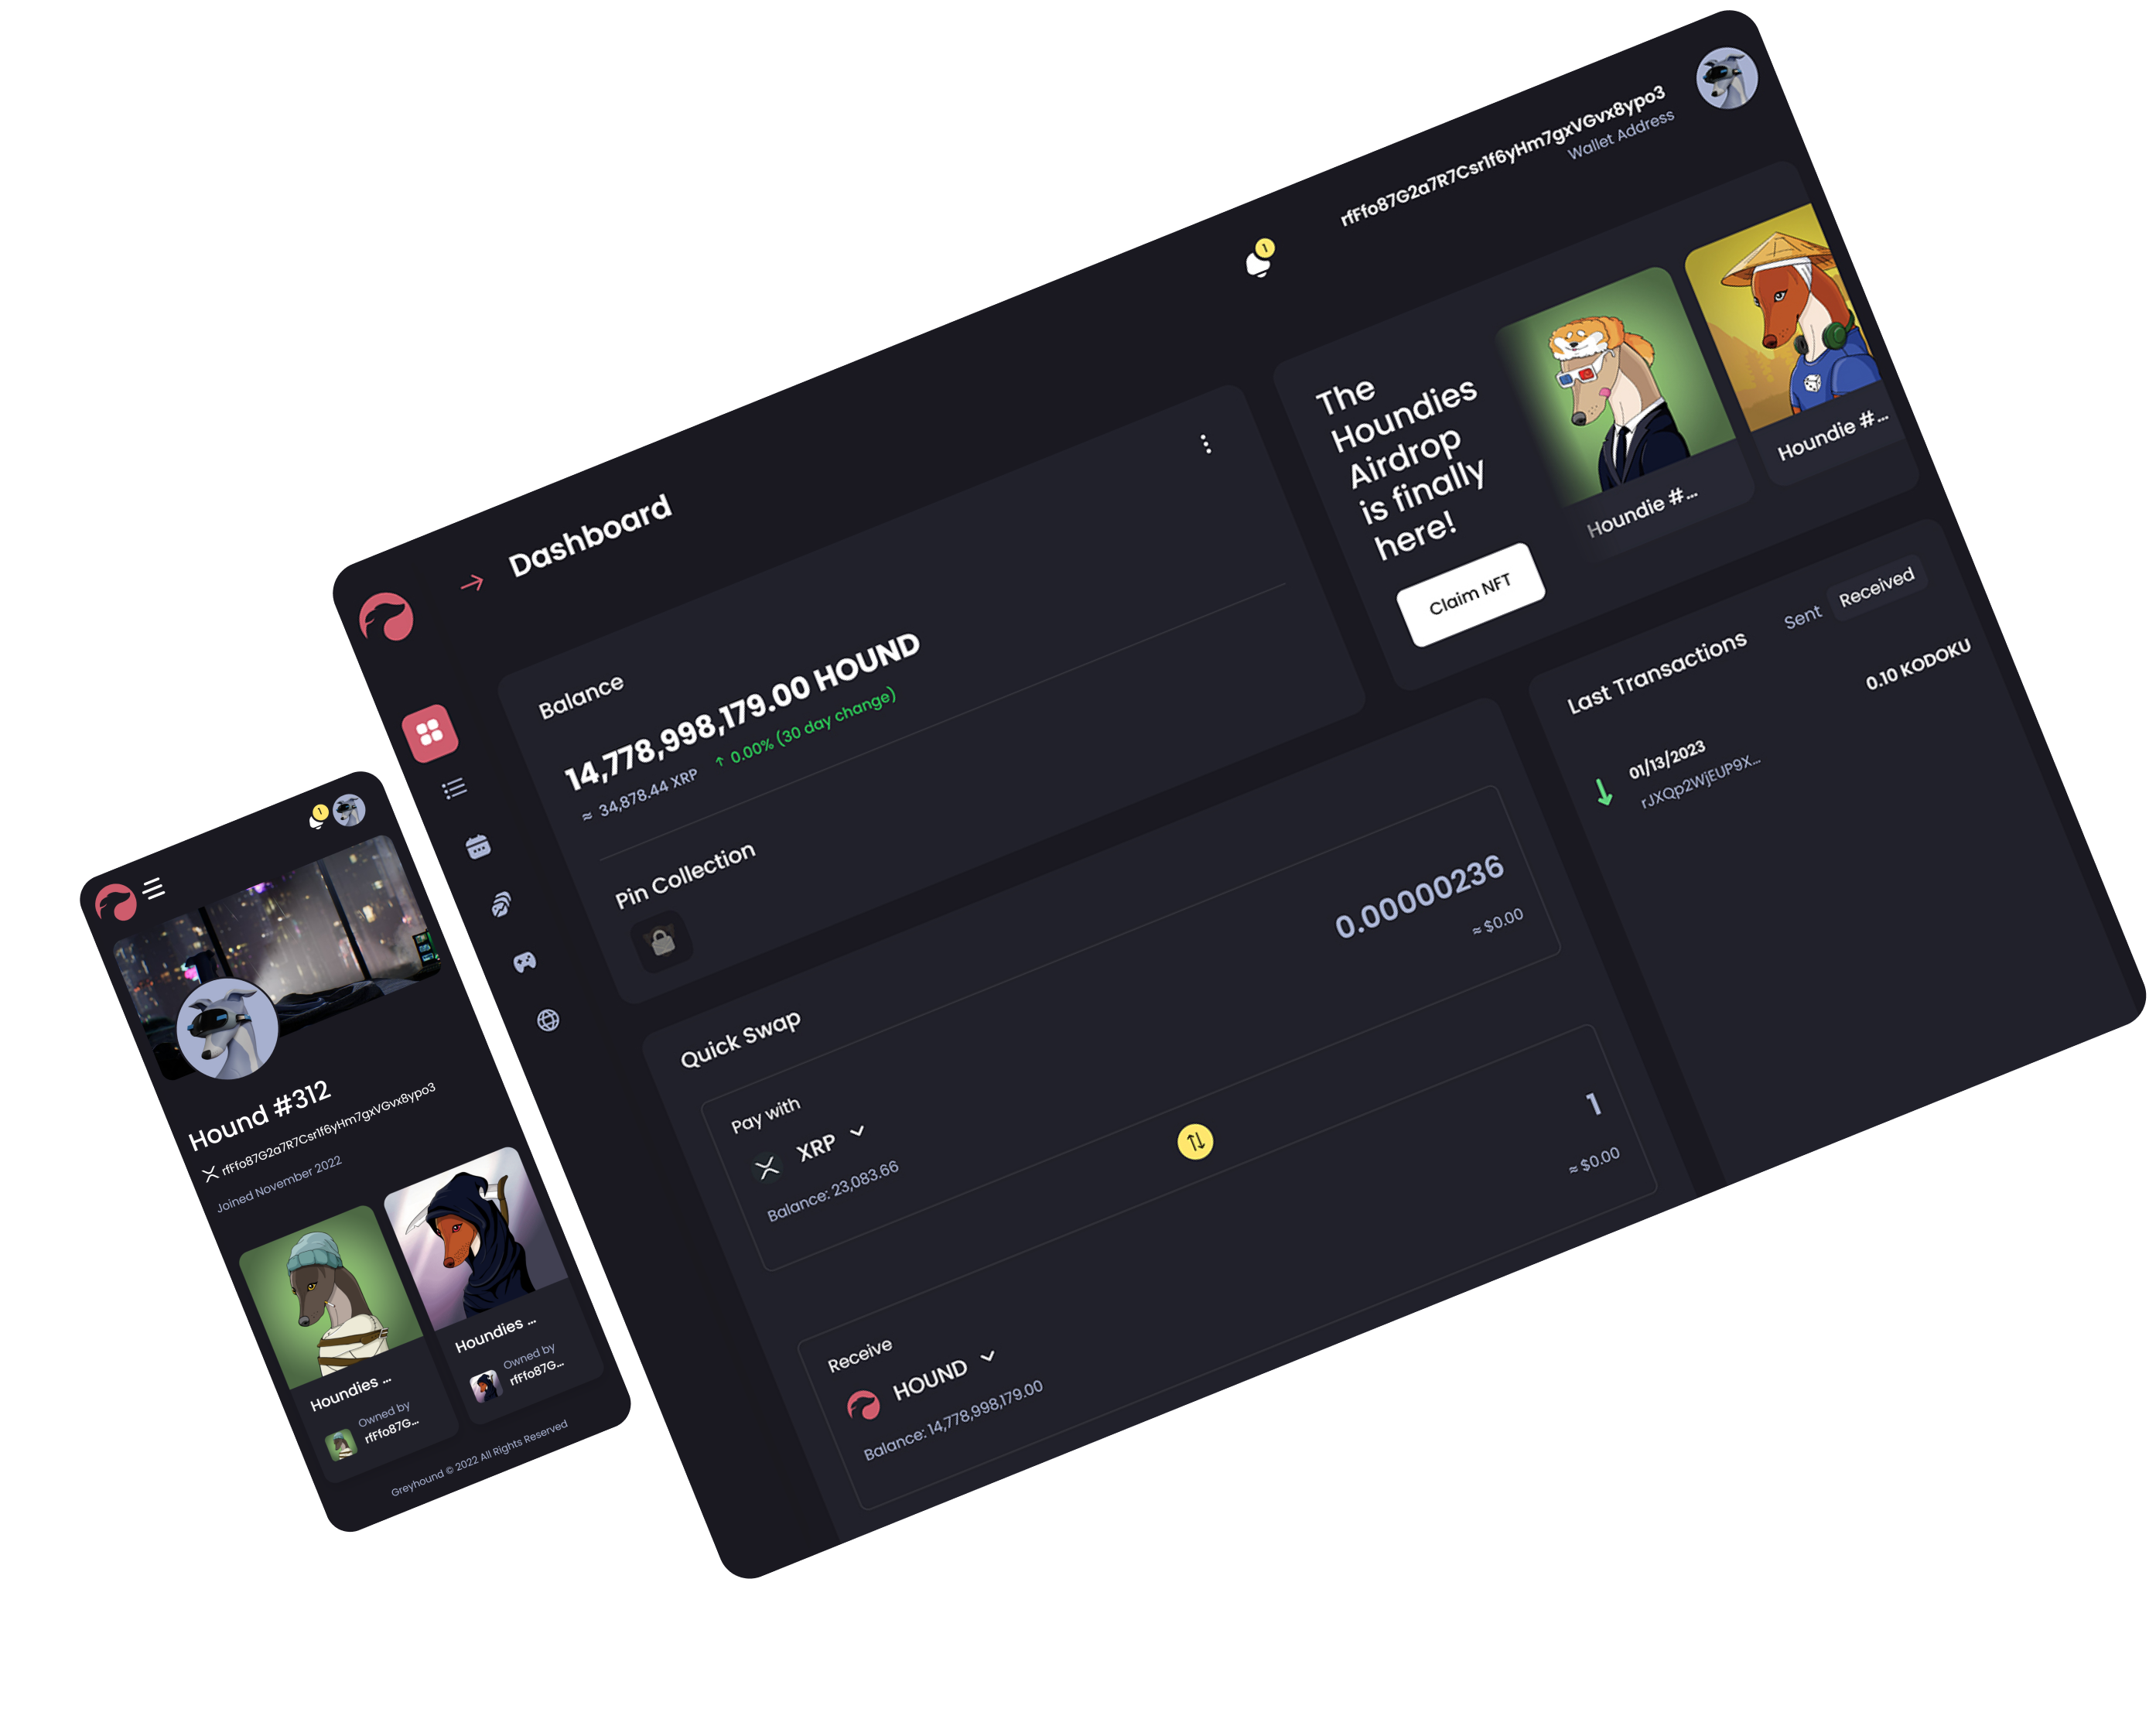 1
Hound #312
rfFfo87G2a7R7Csr1f6yHm7gxVGvx8ypo3
Joined November 2022
Houndies ...
Owned by
rfFfo87G...
Houndies ...
Owned by
rfFfo87G...
Greyhound © 2022 All Rights Reserved
Dashboard
1
rfFfo87G2a7R7Csr1f6yHm7gxVGvx8ypo3
Wallet Address
Balance
14,778,998,179.00 HOUND
≈ 34,878.44 XRP ↑ 0.00% (30 day change)
Pin Collection
The
Houndies
Airdrop
is finally
here!
Claim NFT
Houndie #...
Houndie #...
Quick Swap
Pay with
XRP
Balance: 23,083.66
0.00000236
≈ $0.00
Receive
HOUND
Balance: 14,778,998,179.00
1
≈ $0.00
Last Transactions
Sent
Received
01/13/2023
rJXQp2WjEUP9X...
0.10 KODOKU